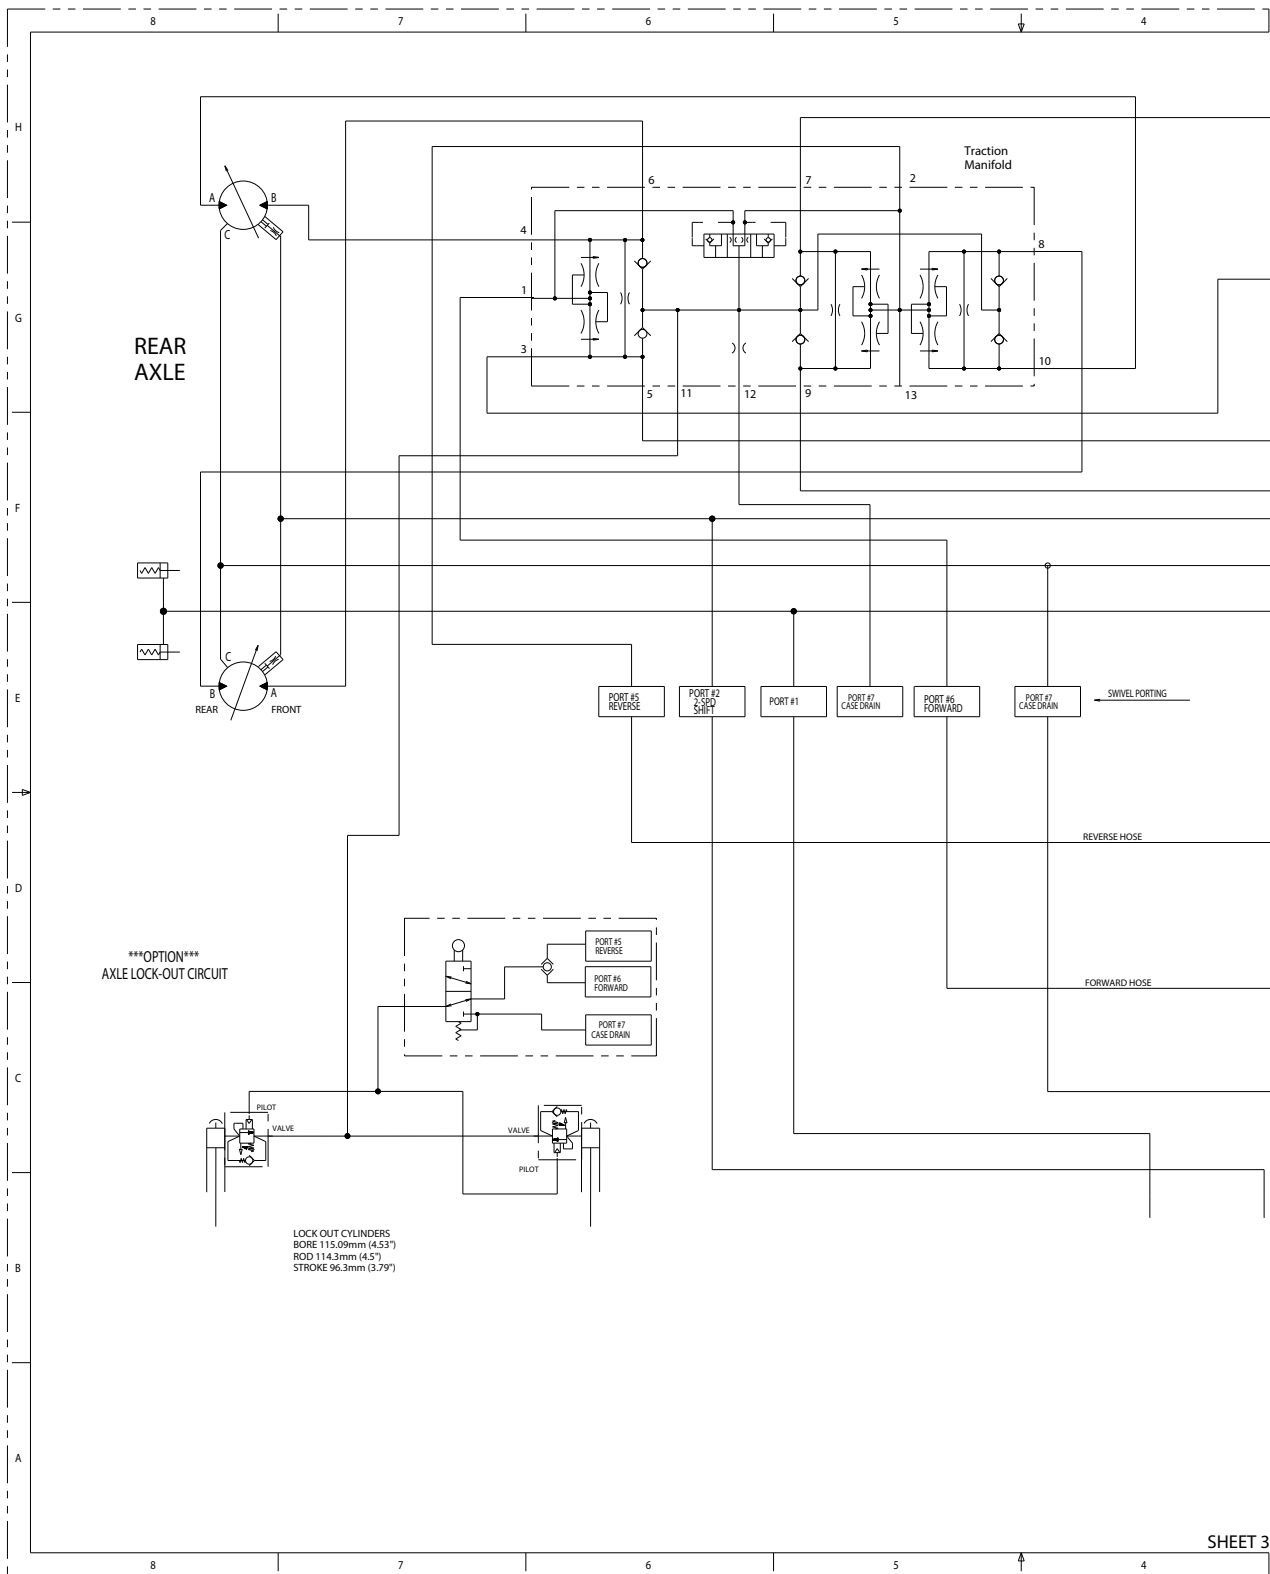 8 7 6 5 4
H
Traction
Manifold
6 7 2
A B
C
4 8
1
G
3 10
REAR
AXLE
5 11 12 9 13
F
C
E
B A
REAR FRONT
PORT #5
REVERSE
PORT #2
2-SPD
SHIFT
PORT #1
PORT #7
CASE DRAIN
PORT #6
FORWARD
PORT #7
CASE DRAIN
SWIVEL PORTING
REVERSE HOSE
D
PORT #5
REVERSE
***OPTION***
AXLE LOCK-OUT CIRCUIT
PORT #6
FORWARD
FORWARD HOSE
PORT #7
CASE DRAIN
C
PILOT
VALVE VALVE
PILOT
LOCK OUT CYLINDERS
BORE 115.09mm (4.53")
ROD 114.3mm (4.5")
STROKE 96.3mm (3.79")
B
A
SHEET 3
8 7 6 5 4